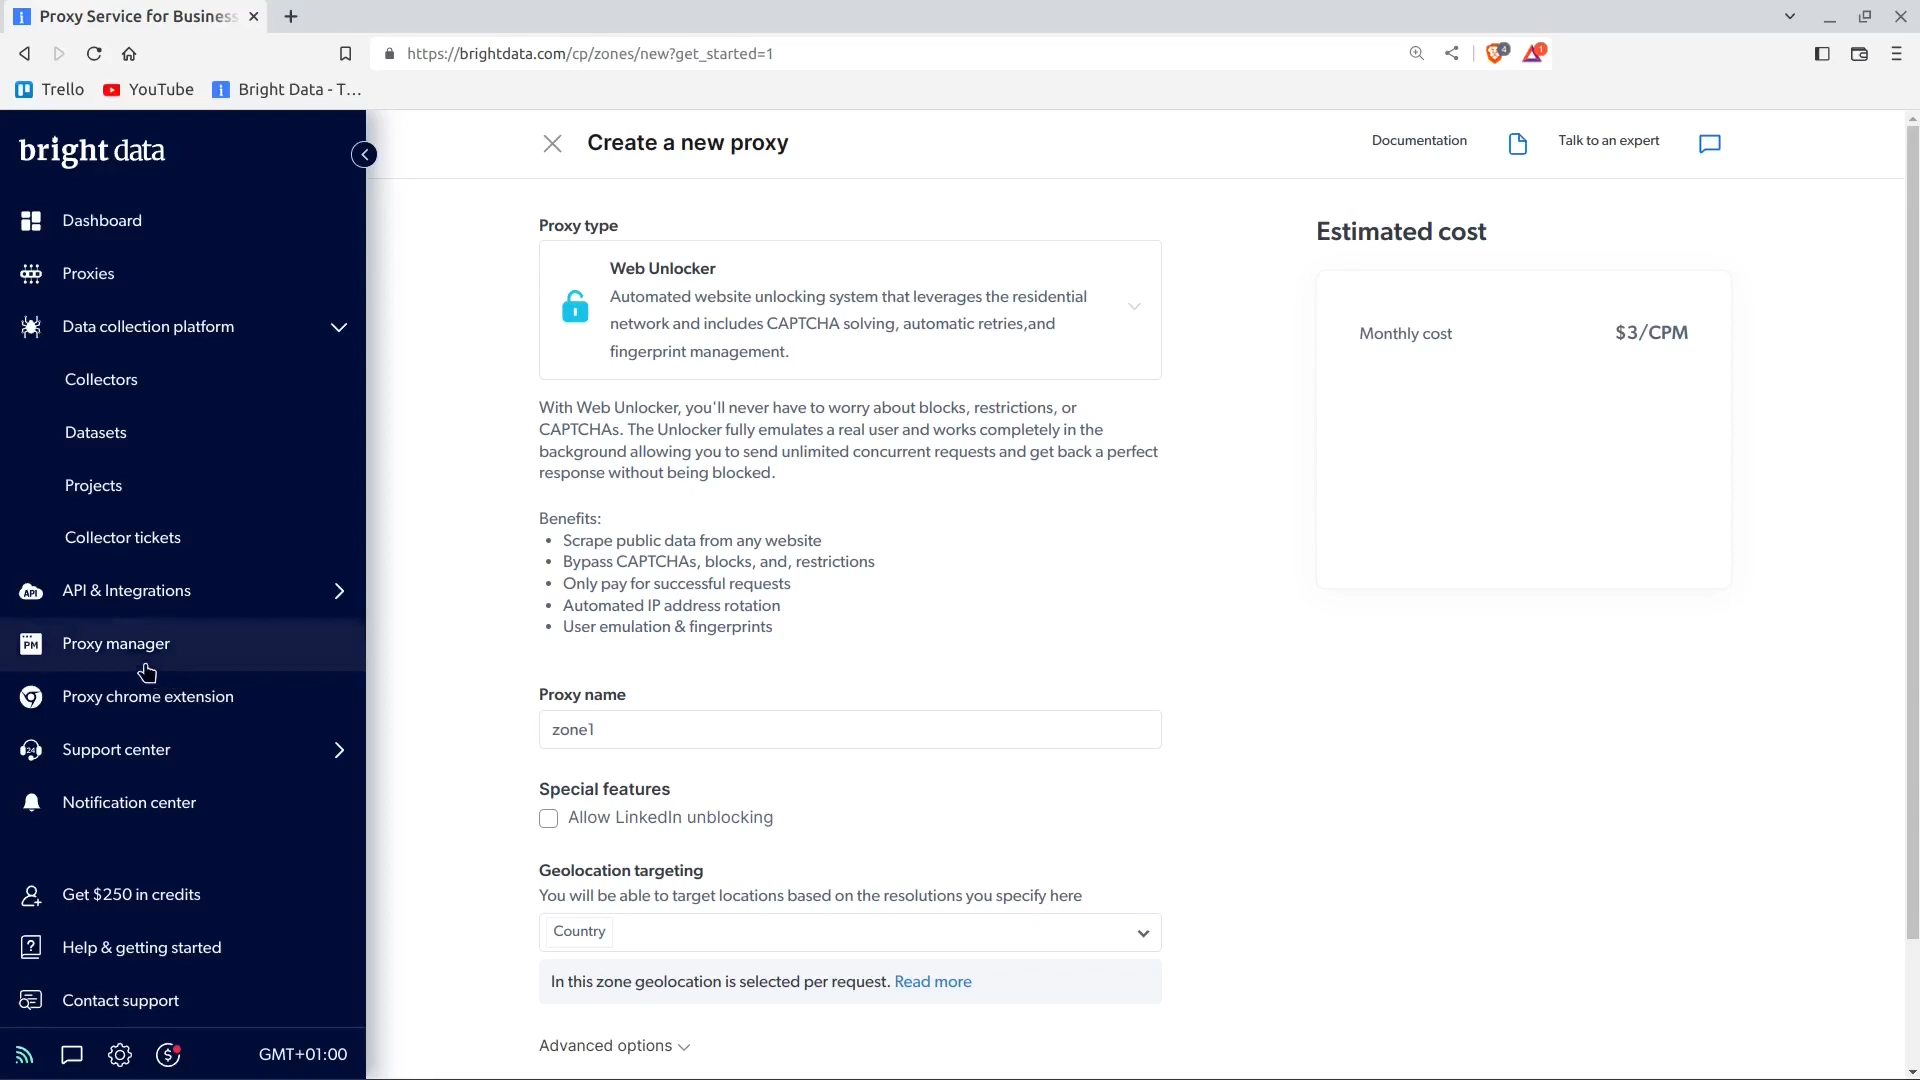 Proxy Service for Business
https://brightdata.com/cp/zones/new?get_started=1
4
1
Trello
YouTube
Bright Data - T...
bright data
Dashboard
Proxies
Data collection platform
Collectors
Datasets
Projects
Collector tickets
API
API & Integrations
PM
Proxy manager
Proxy chrome extension
24
Support center
Notification center
Get $250 in credits
Help & getting started
Contact support
GMT+01:00
Create a new proxy
Documentation
Talk to an expert
Proxy type
Web Unlocker
Automated website unlocking system that leverages the residential
network and includes CAPTCHA solving, automatic retries,and
fingerprint management.
With Web Unlocker, you'll never have to worry about blocks, restrictions, or
CAPTCHAs. The Unlocker fully emulates a real user and works completely in the
background allowing you to send unlimited concurrent requests and get back a perfect
response without being blocked.
Benefits:
• Scrape public data from any website
• Bypass CAPTCHAs, blocks, and, restrictions
• Only pay for successful requests
• Automated IP address rotation
• User emulation & fingerprints
Proxy name
zone1
Special features
Allow LinkedIn unblocking
Geolocation targeting
You will be able to target locations based on the resolutions you specify here
Country
In this zone geolocation is selected per request. Read more
Advanced options
Estimated cost
Monthly cost $3/CPM